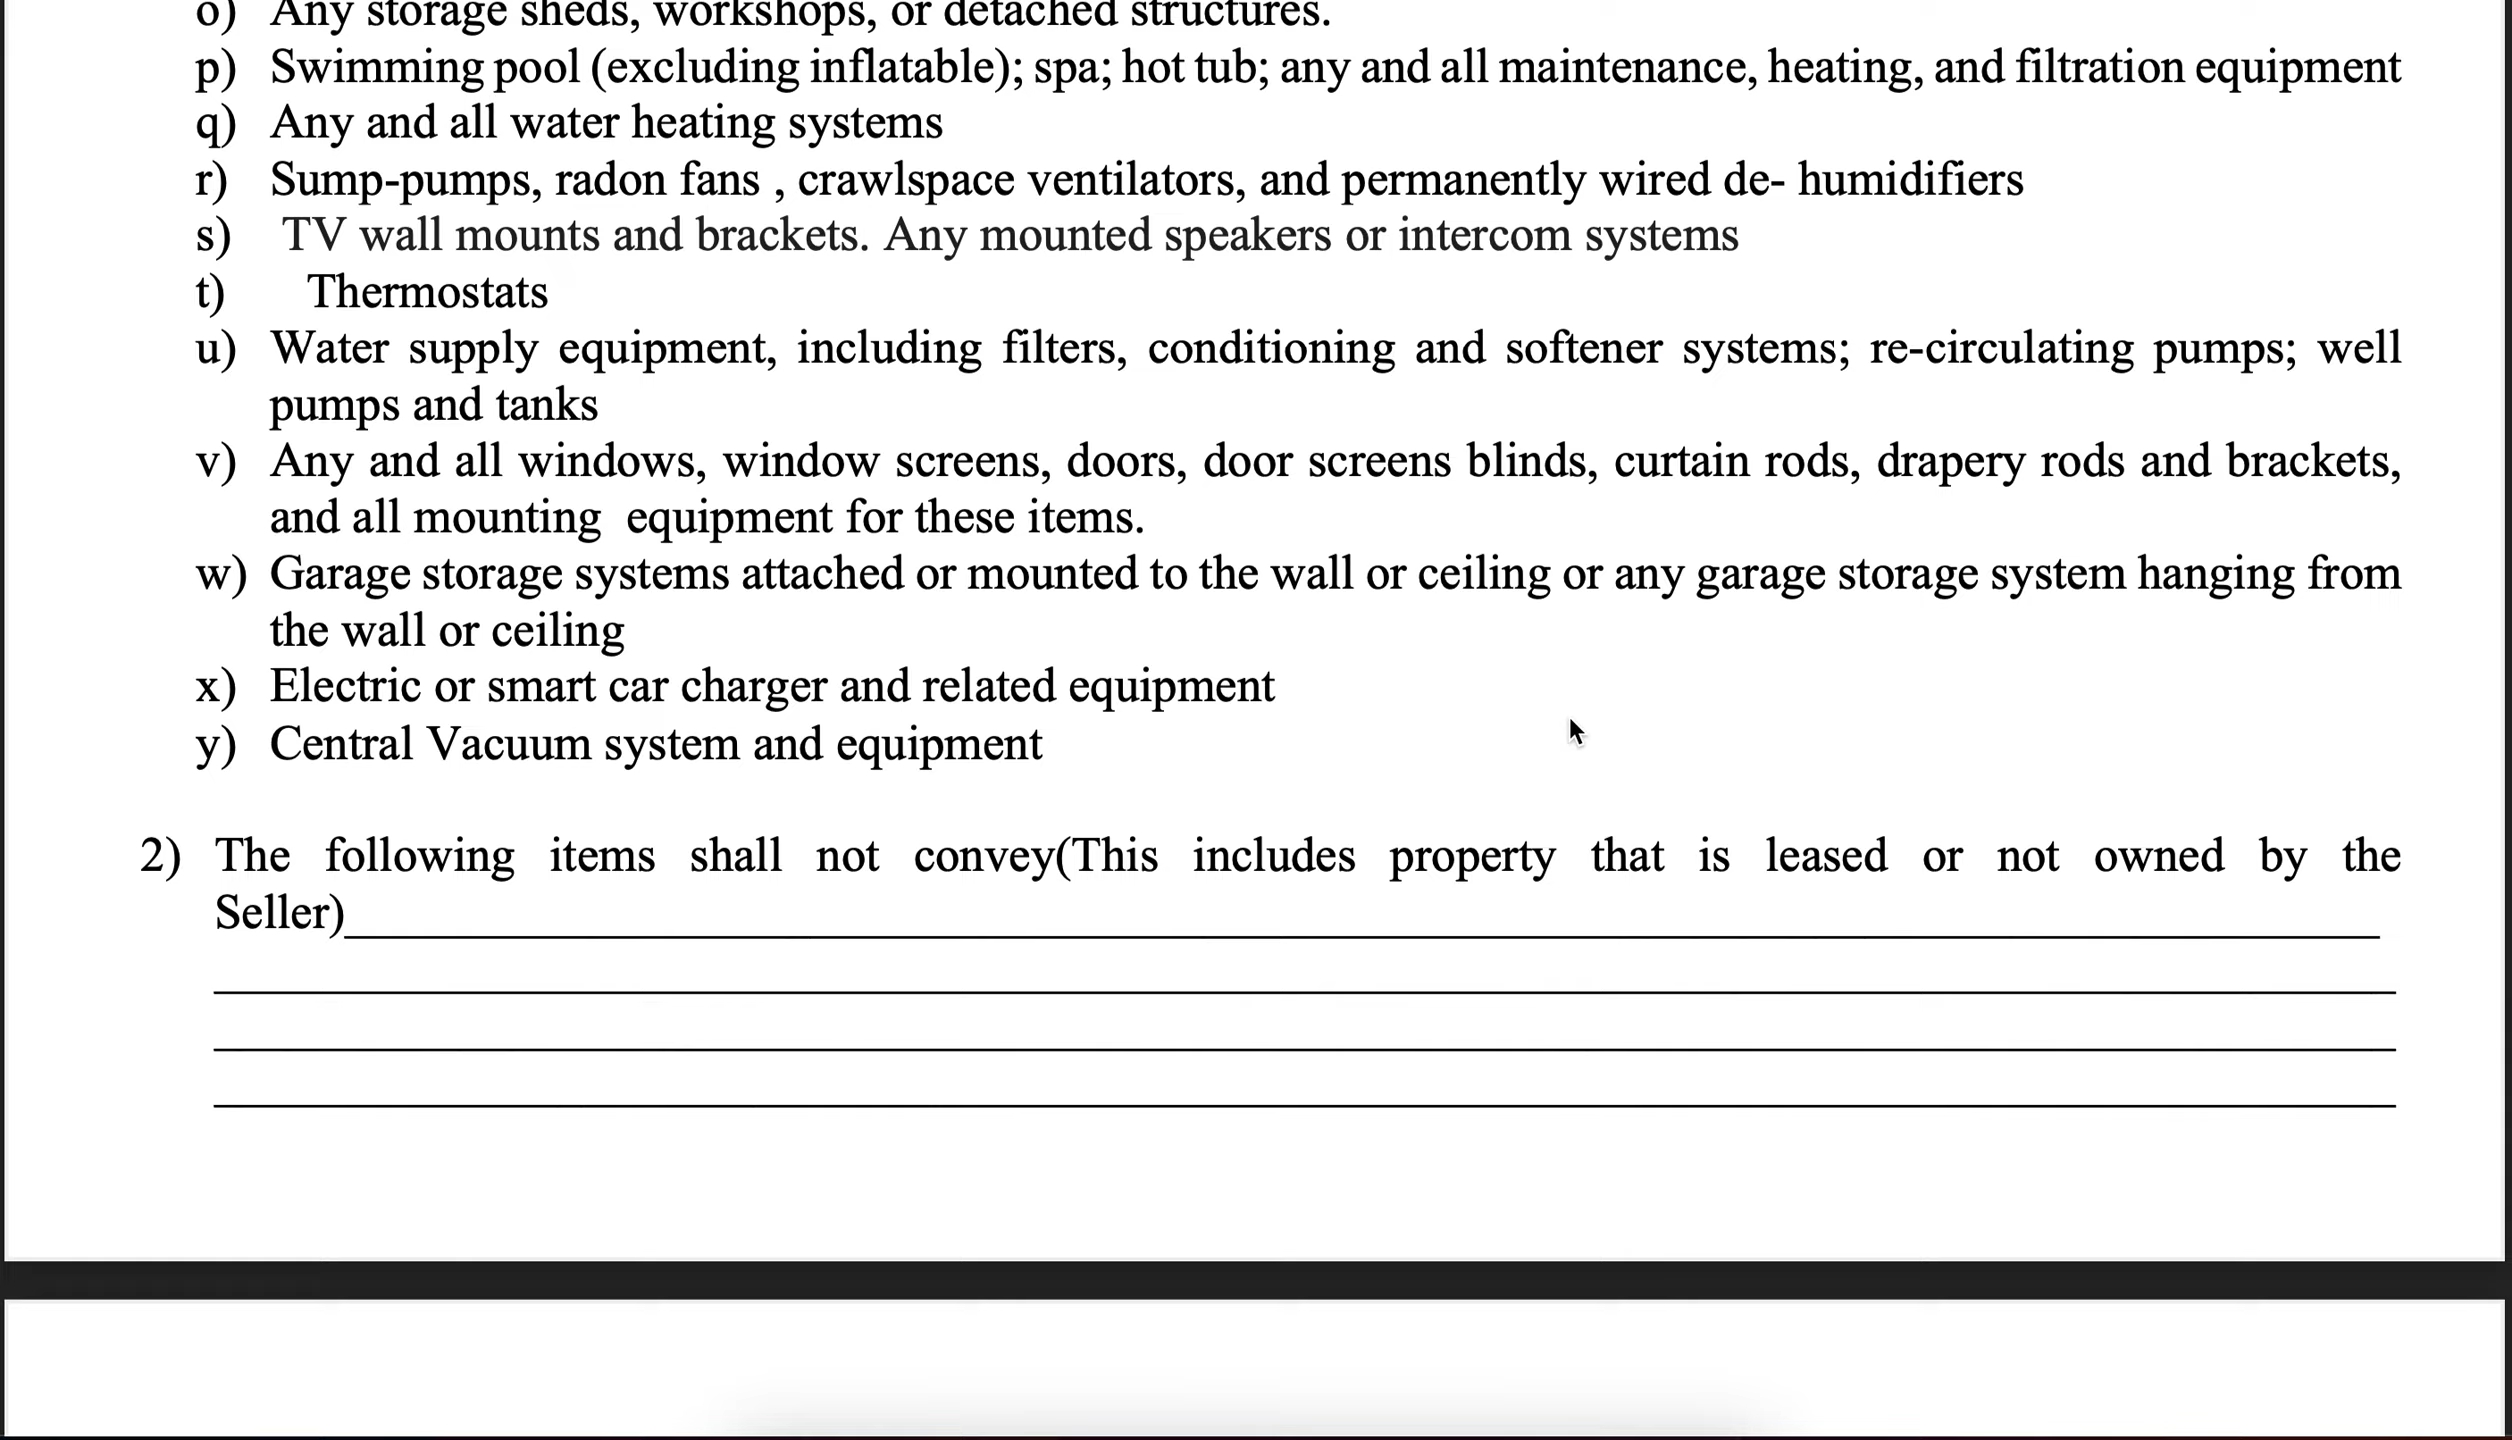 o) Any storage sheds, workshops, or detached structures.
p) Swimming pool (excluding inflatable); spa; hot tub; any and all maintenance, heating, and filtration equipment
q) Any and all water heating systems
r) Sump-pumps, radon fans , crawlspace ventilators, and permanently wired de- humidifiers
s) TV wall mounts and brackets. Any mounted speakers or intercom systems
t) Thermostats
u) Water supply equipment, including filters, conditioning and softener systems; re-circulating pumps; well
pumps and tanks
v) Any and all windows, window screens, doors, door screens blinds, curtain rods, drapery rods and brackets,
and all mounting equipment for these items.
w) Garage storage systems attached or mounted to the wall or ceiling or any garage storage system hanging from
the wall or ceiling
x) Electric or smart car charger and related equipment
y) Central Vacuum system and equipment
2) The following items shall not convey(This includes property that is leased or not owned by the
Seller)